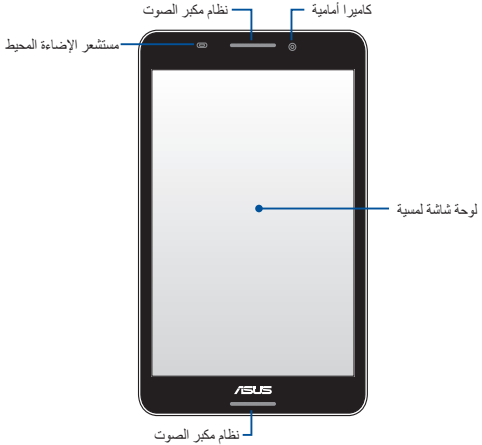 نظام مكبر الصوت
كاميرا أمامية
مستشعر الإضاءة المحيط
لوحة شاشة لمسية
ASUS
نظام مكبر الصوت